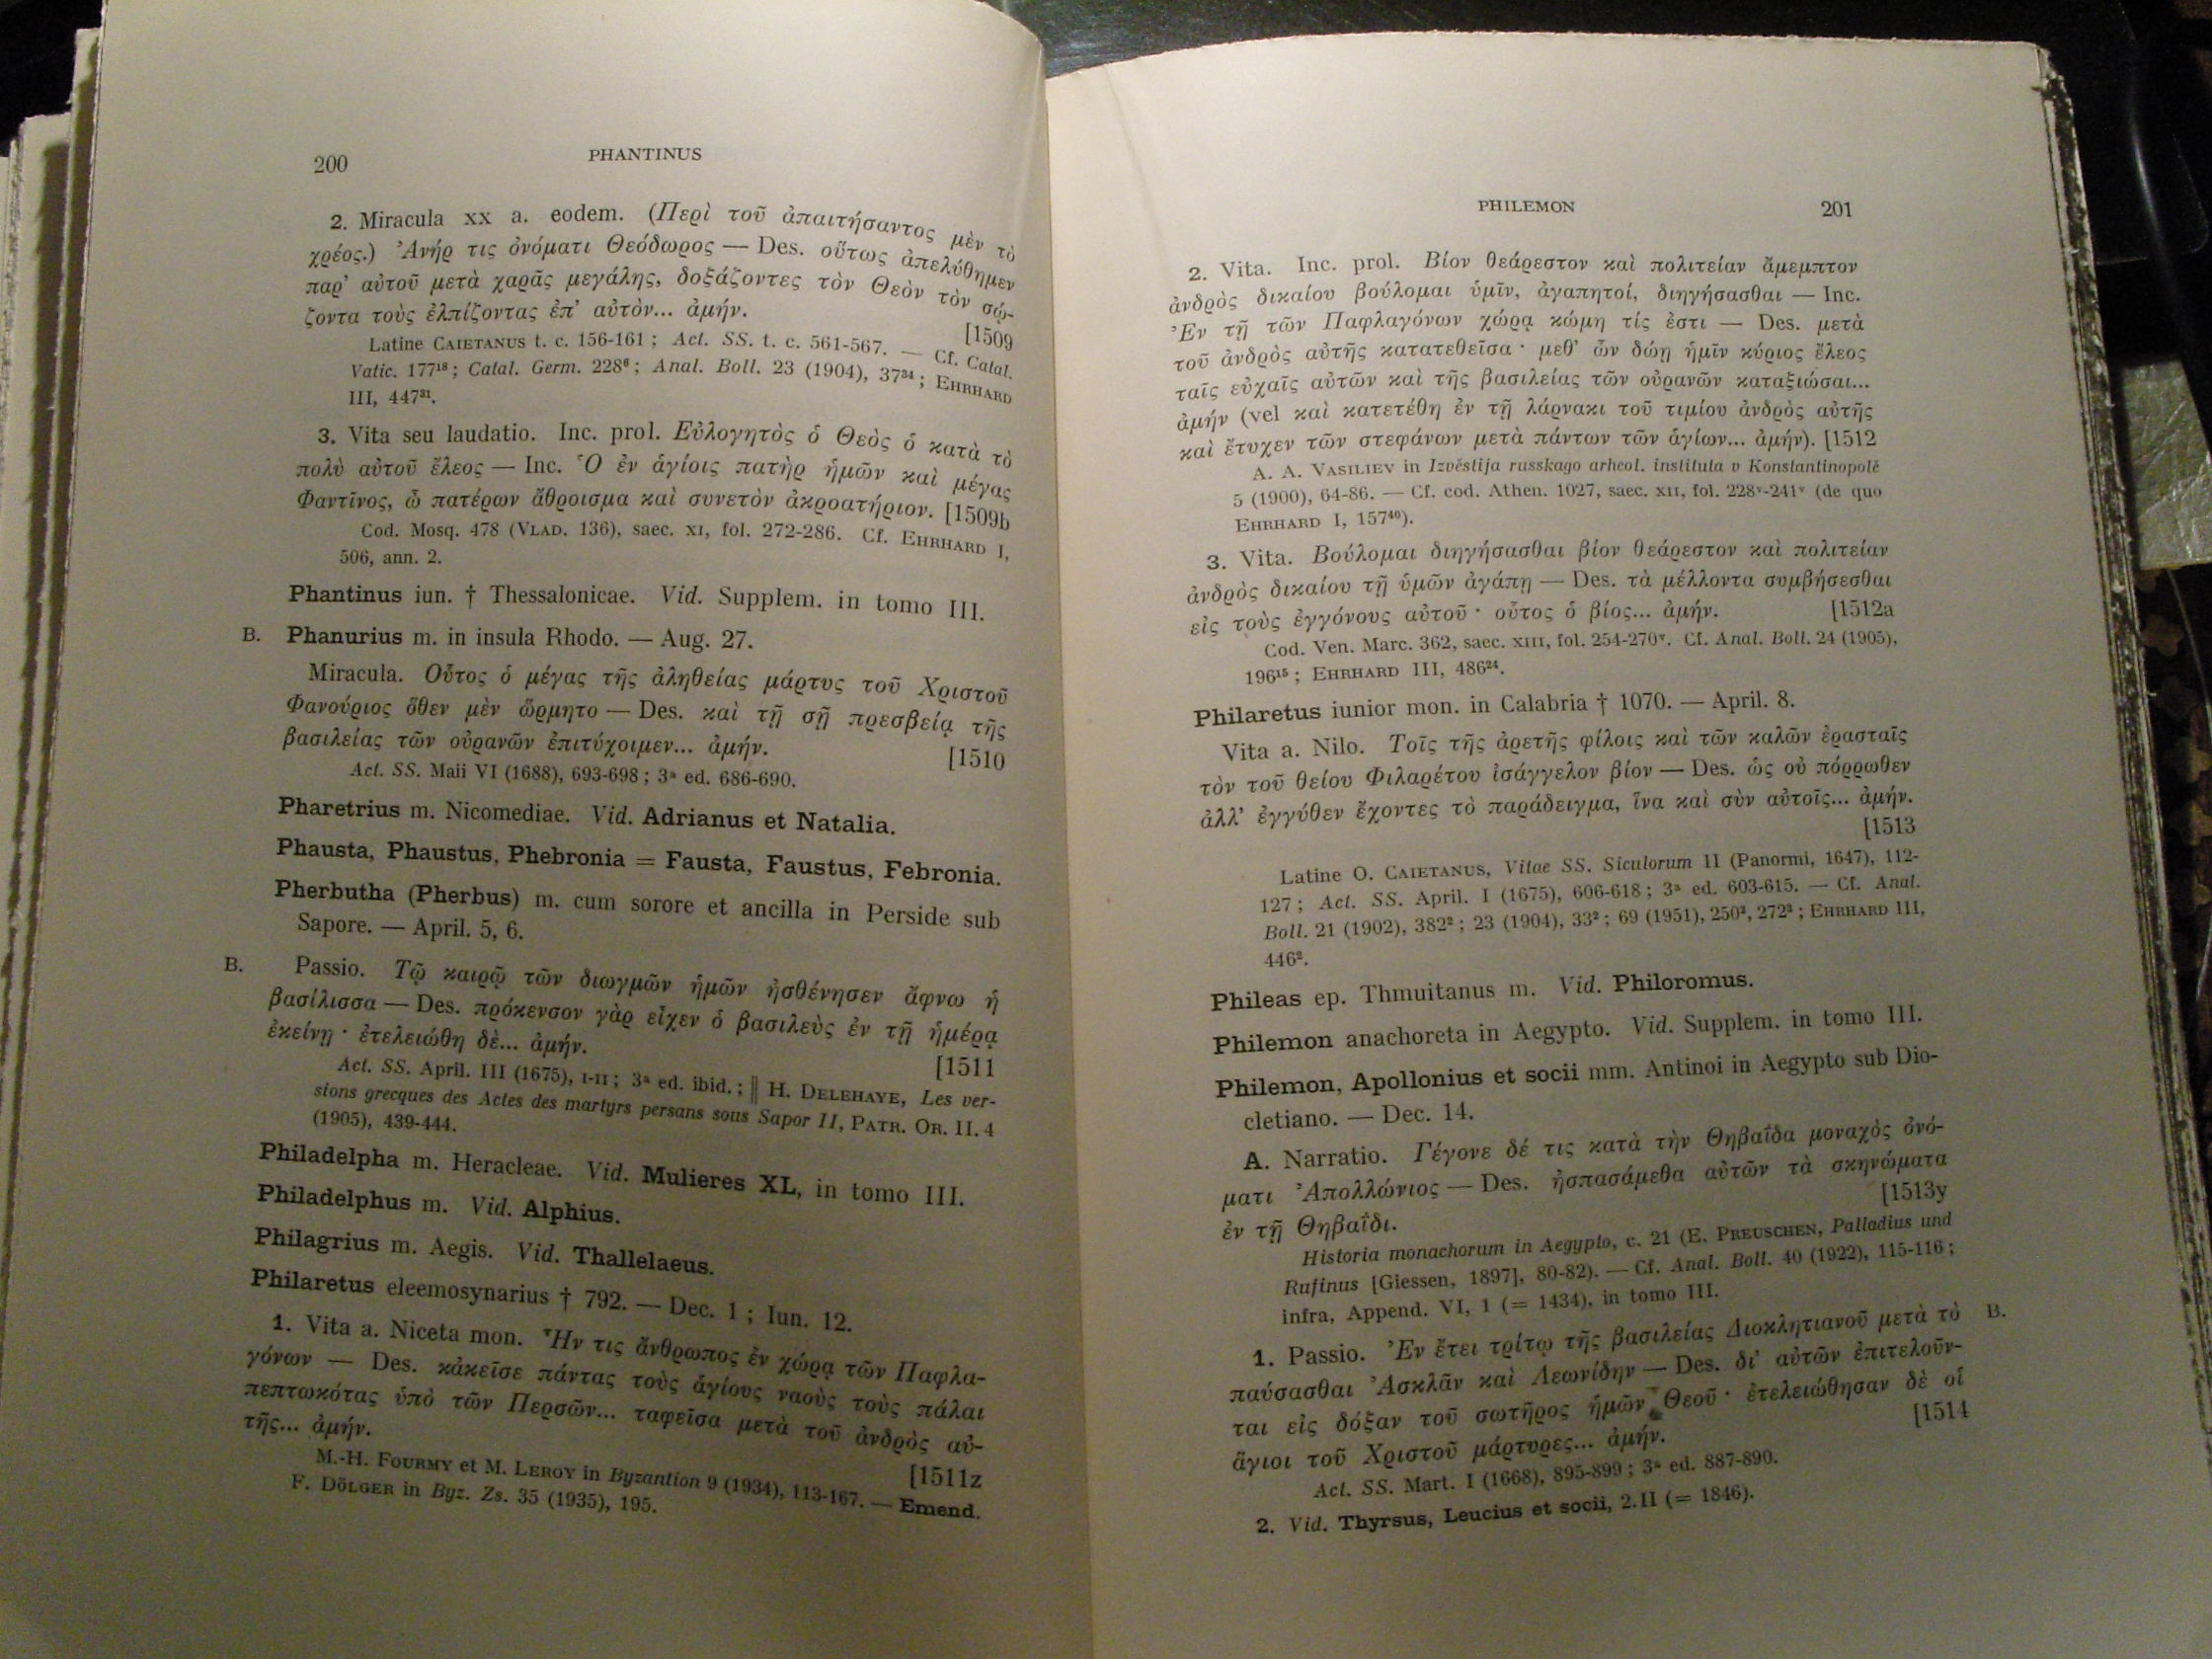 200
PHANTINUS
2. Miracula xx a. eodem. (Περὶ τοῦ ἀπαιτήσαντος μὲν τὸ
χρέος.) Ἀνήρ τις ὀνόματι Θεόδωρος — Des. οὕτως ἀπελύθημεν
παρ' αὐτοῦ μετὰ χαρᾶς μεγάλης, δοξάζοντες τὸν Θεὸν τὸν σῴ-
ζοντα τοὺς ἐλπίζοντας ἐπ' αὐτὸν... ἀμήν. [1509
Latine CAIETANUS t. c. 156-161 ; Act. SS. t. c. 561-567. — Cf. Catal.
Vatic. 177¹⁸ ; Catal. Germ. 228⁶ ; Anal. Boll. 23 (1904), 37³⁴ ; EHRHARD
III, 447³¹.
3. Vita seu laudatio. Inc. prol. Εὐλογητὸς ὁ Θεὸς ὁ κατὰ τὸ
πολὺ αὐτοῦ ἔλεος — Inc. Ὁ ἐν ἁγίοις πατὴρ ἡμῶν καὶ μέγας
Φαντῖνος, ὦ πατέρων ἄθροισμα καὶ συνετὸν ἀκροατήριον. [1509b
Cod. Mosq. 478 (VLAD. 136), saec. XI, fol. 272-286. Cf. EHRHARD I,
506, ann. 2.
Phantinus iun. † Thessalonicae. Vid. Supplem. in tomo III.
B. Phanurius m. in insula Rhodo. — Aug. 27.
Miracula. Οὗτος ὁ μέγας τῆς ἀληθείας μάρτυς τοῦ Χριστοῦ
Φανούριος ὅθεν μὲν ὥρμητο — Des. καὶ τῇ σῇ πρεσβείᾳ τῆς
βασιλείας τῶν οὐρανῶν ἐπιτύχοιμεν... ἀμήν. [1510
Act. SS. Maii VI (1688), 693-698 ; 3ª ed. 686-690.
Pharetrius m. Nicomediae. Vid. Adrianus et Natalia.
Phausta, Phaustus, Phebronia = Fausta, Faustus, Febronia.
Pherbutha (Pherbus) m. cum sorore et ancilla in Perside sub
Sapore. — April. 5, 6.
B. Passio. Τῷ καιρῷ τῶν διωγμῶν ἡμῶν ἠσθένησεν ἄφνω ἡ
βασίλισσα — Des. πρόκενσον γὰρ εἶχεν ὁ βασιλεὺς ἐν τῇ ἡμέρᾳ
ἐκείνῃ · ἐτελειώθη δὲ... ἀμήν. [1511
Act. SS. April. III (1675), I-II ; 3ª ed. ibid. ; || H. DELEHAYE, Les ver-
sions grecques des Actes des martyrs persans sous Sapor II, PATR. OR. II. 4
(1905), 439-444.
Philadelpha m. Heracleae. Vid. Mulieres XL, in tomo III.
Philadelphus m. Vid. Alphius.
Philagrius m. Aegis. Vid. Thallelaeus.
Philaretus eleemosynarius † 792. — Dec. 1 ; Iun. 12.
1. Vita a. Niceta mon. Ἦν τις ἄνθρωπος ἐν χώρᾳ τῶν Παφλα-
γόνων — Des. κἀκεῖσε πάντας τοὺς ἁγίους ναοὺς τοὺς πάλαι
πεπτωκότας ὑπὸ τῶν Περσῶν... ταφεῖσα μετὰ τοῦ ἀνδρὸς αὐ-
τῆς... ἀμήν. [1511z
M.-H. FOURMY et M. LEROY in Byzantion 9 (1934), 113-167. — Emend.
F. DÖLGER in Byz. Zs. 35 (1935), 195.
PHILEMON
201
2. Vita. Inc. prol. Βίον θεάρεστον καὶ πολιτείαν ἄμεμπτον
ἀνδρὸς δικαίου βούλομαι ὑμῖν, ἀγαπητοί, διηγήσασθαι — Inc.
Ἐν τῇ τῶν Παφλαγόνων χώρᾳ κώμη τίς ἐστι — Des. μετὰ
τοῦ ἀνδρὸς αὐτῆς κατατεθεῖσα · μεθ' ὧν δώῃ ἡμῖν κύριος ἔλεος
ταῖς εὐχαῖς αὐτῶν καὶ τῆς βασιλείας τῶν οὐρανῶν καταξιώσαι...
ἀμήν (vel καὶ κατετέθη ἐν τῇ λάρνακι τοῦ τιμίου ἀνδρὸς αὐτῆς
καὶ ἔτυχεν τῶν στεφάνων μετὰ πάντων τῶν ἁγίων... ἀμήν). [1512
A. A. VASILIEV in Izvěstija russkago arheol. instituta v Konstantinopolě
5 (1900), 64-86. — Cf. cod. Athen. 1027, saec. XII, fol. 228ᵛ-241ᵛ (de quo
EHRHARD I, 157⁴⁰).
3. Vita. Βούλομαι διηγήσασθαι βίον θεάρεστον καὶ πολιτείαν
ἀνδρὸς δικαίου τῇ ὑμῶν ἀγάπῃ — Des. τὰ μέλλοντα συμβήσεσθαι
εἰς τοὺς ἐγγόνους αὐτοῦ · οὗτος ὁ βίος... ἀμήν. [1512a
Cod. Ven. Marc. 362, saec. XIII, fol. 254-270ᵛ. Cf. Anal. Boll. 24 (1905),
196¹⁵ ; EHRHARD III, 486²⁴.
Philaretus iunior mon. in Calabria † 1070. — April. 8.
Vita a. Nilo. Τοῖς τῆς ἀρετῆς φίλοις καὶ τῶν καλῶν ἐρασταῖς
τὸν τοῦ θείου Φιλαρέτου ἰσάγγελον βίον — Des. ὡς οὐ πόρρωθεν
ἀλλ' ἐγγύθεν ἔχοντες τὸ παράδειγμα, ἵνα καὶ σὺν αὐτοῖς... ἀμήν.
[1513
Latine O. CAIETANUS, Vitae SS. Siculorum II (Panormi, 1647), 112-
127 ; Act. SS. April. I (1675), 606-618 ; 3ª ed. 603-615. — Cf. Anal.
Boll. 21 (1902), 382² ; 23 (1904), 33² ; 69 (1951), 250², 272² ; EHRHARD III,
446².
Phileas ep. Thmuitanus m. Vid. Philoromus.
Philemon anachoreta in Aegypto. Vid. Supplem. in tomo III.
Philemon, Apollonius et socii mm. Antinoi in Aegypto sub Dio-
cletiano. — Dec. 14.
A. Narratio. Γέγονε δέ τις κατὰ τὴν Θηβαΐδα μοναχὸς ὀνό-
ματι Ἀπολλώνιος — Des. ἠσπασάμεθα αὐτῶν τὰ σκηνώματα
ἐν τῇ Θηβαΐδι. [1513y
Historia monachorum in Aegypto, c. 21 (E. PREUSCHEN, Palladius und
Rufinus [Giessen, 1897], 80-82). — Cf. Anal. Boll. 40 (1922), 115-116 ;
infra, Append. VI, 1 (= 1434), in tomo III.
1. Passio. Ἐν ἔτει τρίτῳ τῆς βασιλείας Διοκλητιανοῦ μετὰ τὸ B.
παύσασθαι Ἀσκλᾶν καὶ Λεωνίδην — Des. δι' αὐτῶν ἐπιτελοῦν-
ται εἰς δόξαν τοῦ σωτῆρος ἡμῶν Θεοῦ · ἐτελειώθησαν δὲ οἱ
ἅγιοι τοῦ Χριστοῦ μάρτυρες... ἀμήν. [1514
Act. SS. Mart. I (1668), 895-899 ; 3ª ed. 887-890.
2. Vid. Thyrsus, Leucius et socii, 2.II (= 1846).